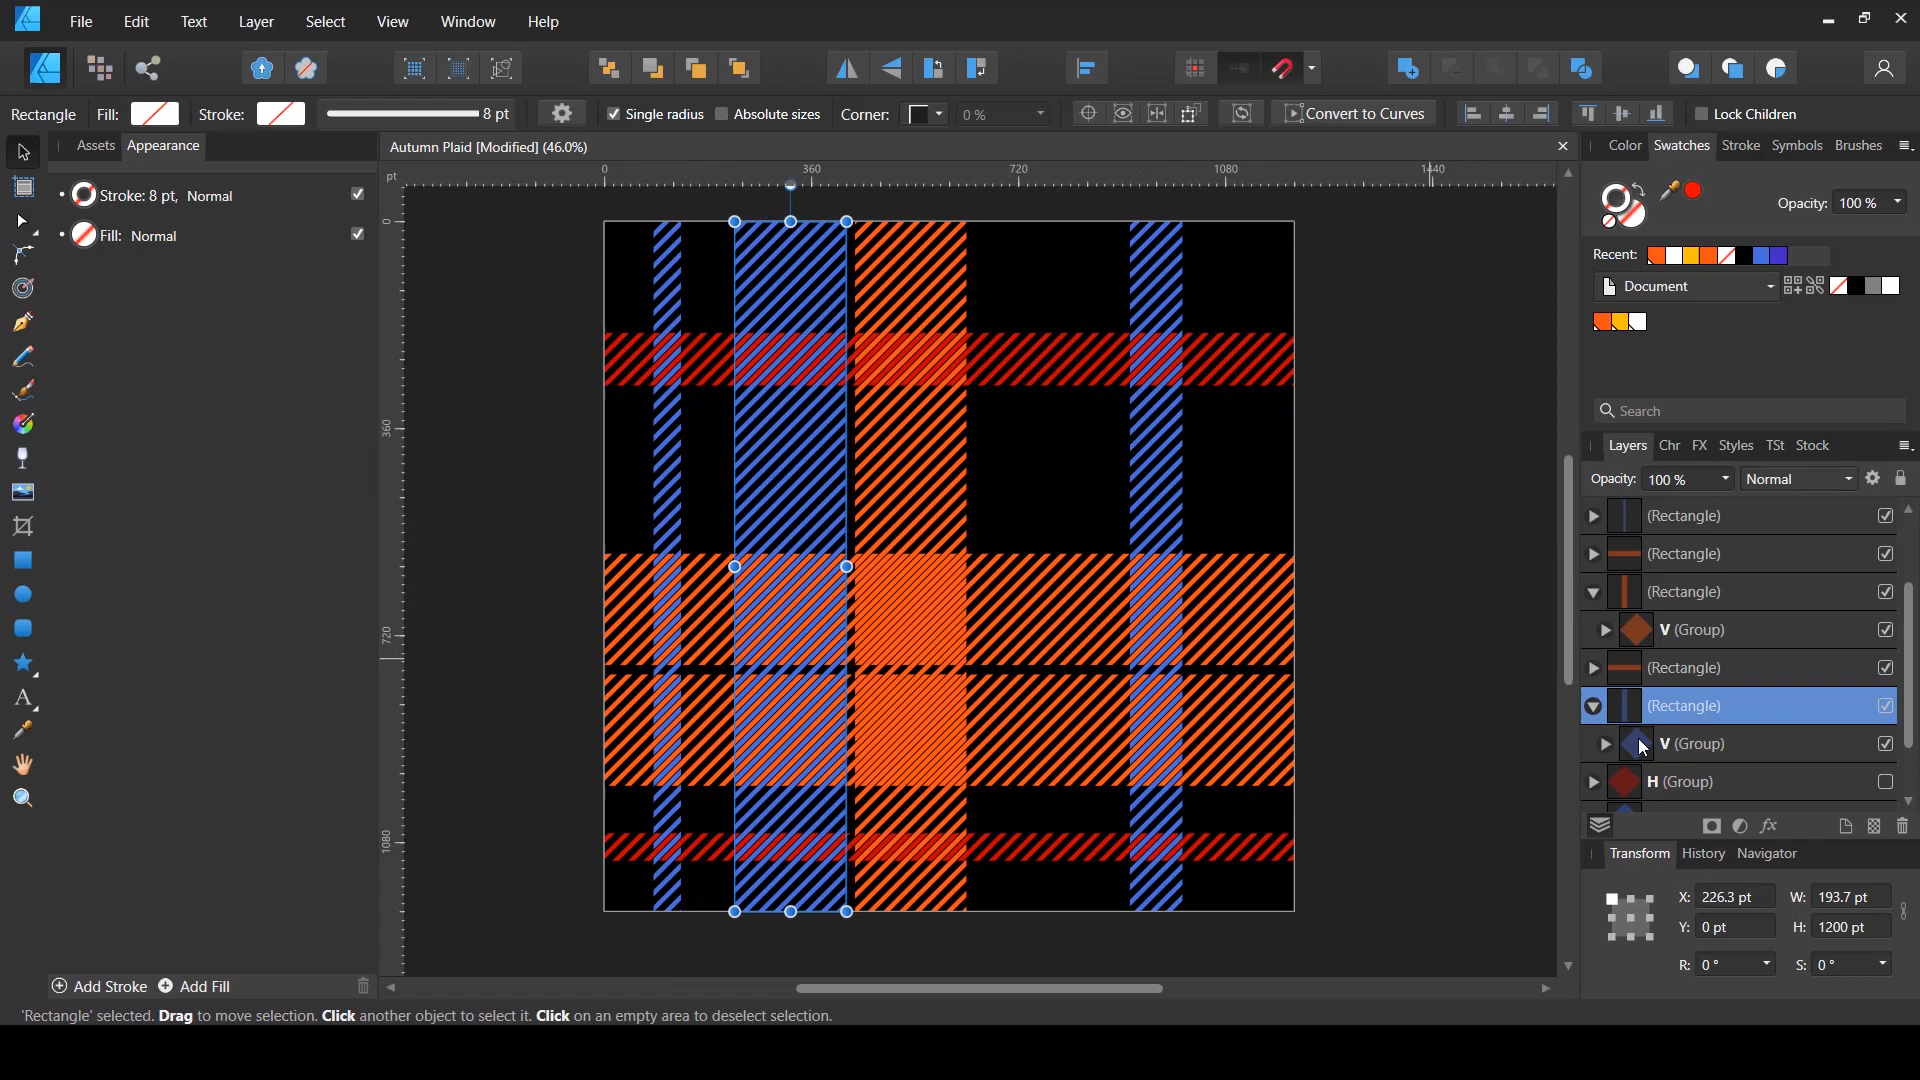 File Edit Text Layer Select View Window Help
Rectangle Fill: Stroke: 8 pt Single radius Absolute sizes Corner: 0 % Convert to Curves Lock Children
Assets Appearance
Stroke: 8 pt, Normal
Fill: Normal
Add Stroke Add Fill
Autumn Plaid [Modified] (46.0%)
pt 0 360 720 1080 1440
0
360
720
1080
Color Swatches Stroke Symbols Brushes
Opacity: 100 %
Recent:
Document
Search
Layers Chr FX Styles TSt Stock
Opacity: 100 % Normal
(Rectangle)
(Rectangle)
(Rectangle)
V (Group)
(Rectangle)
(Rectangle)
V (Group)
H (Group)
Transform History Navigator
X: 226.3 pt W: 193.7 pt
Y: 0 pt H: 1200 pt
R: 0 ° S: 0 °
'Rectangle' selected. Drag to move selection. Click another object to select it. Click on an empty area to deselect selection.